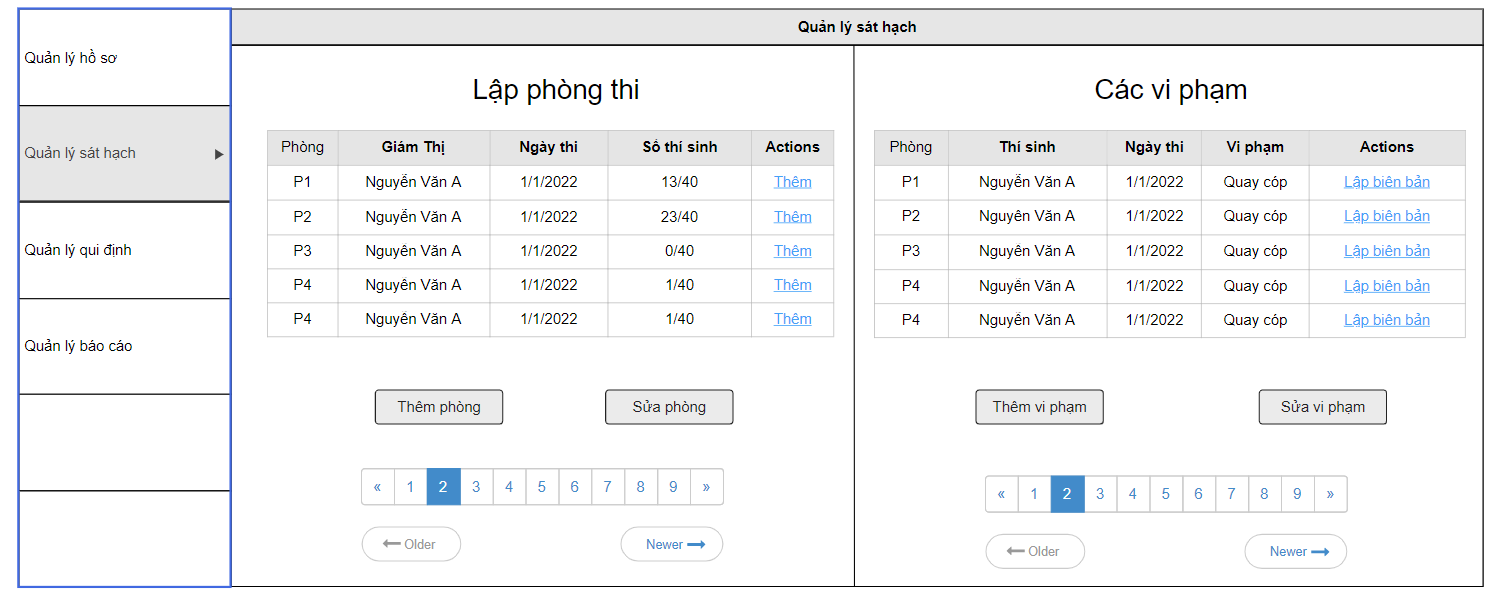 Quản lý sát hạch
Quản lý hồ sơ
Quản lý sát hạch
Quản lý qui định
Quản lý báo cáo
Lập phòng thi
Phòng Giám Thị Ngày thi Số thí sinh Actions
P1 Nguyễn Văn A 1/1/2022 13/40 Thêm
P2 Nguyễn Văn A 1/1/2022 23/40 Thêm
P3 Nguyễn Văn A 1/1/2022 0/40 Thêm
P4 Nguyễn Văn A 1/1/2022 1/40 Thêm
P4 Nguyễn Văn A 1/1/2022 1/40 Thêm
Thêm phòng Sửa phòng
« 1 2 3 4 5 6 7 8 9 »
Older Newer
Các vi phạm
Phòng Thí sinh Ngày thi Vi phạm Actions
P1 Nguyễn Văn A 1/1/2022 Quay cóp Lập biên bản
P2 Nguyễn Văn A 1/1/2022 Quay cóp Lập biên bản
P3 Nguyễn Văn A 1/1/2022 Quay cóp Lập biên bản
P4 Nguyễn Văn A 1/1/2022 Quay cóp Lập biên bản
P4 Nguyễn Văn A 1/1/2022 Quay cóp Lập biên bản
Thêm vi phạm Sửa vi phạm
« 1 2 3 4 5 6 7 8 9 »
Older Newer